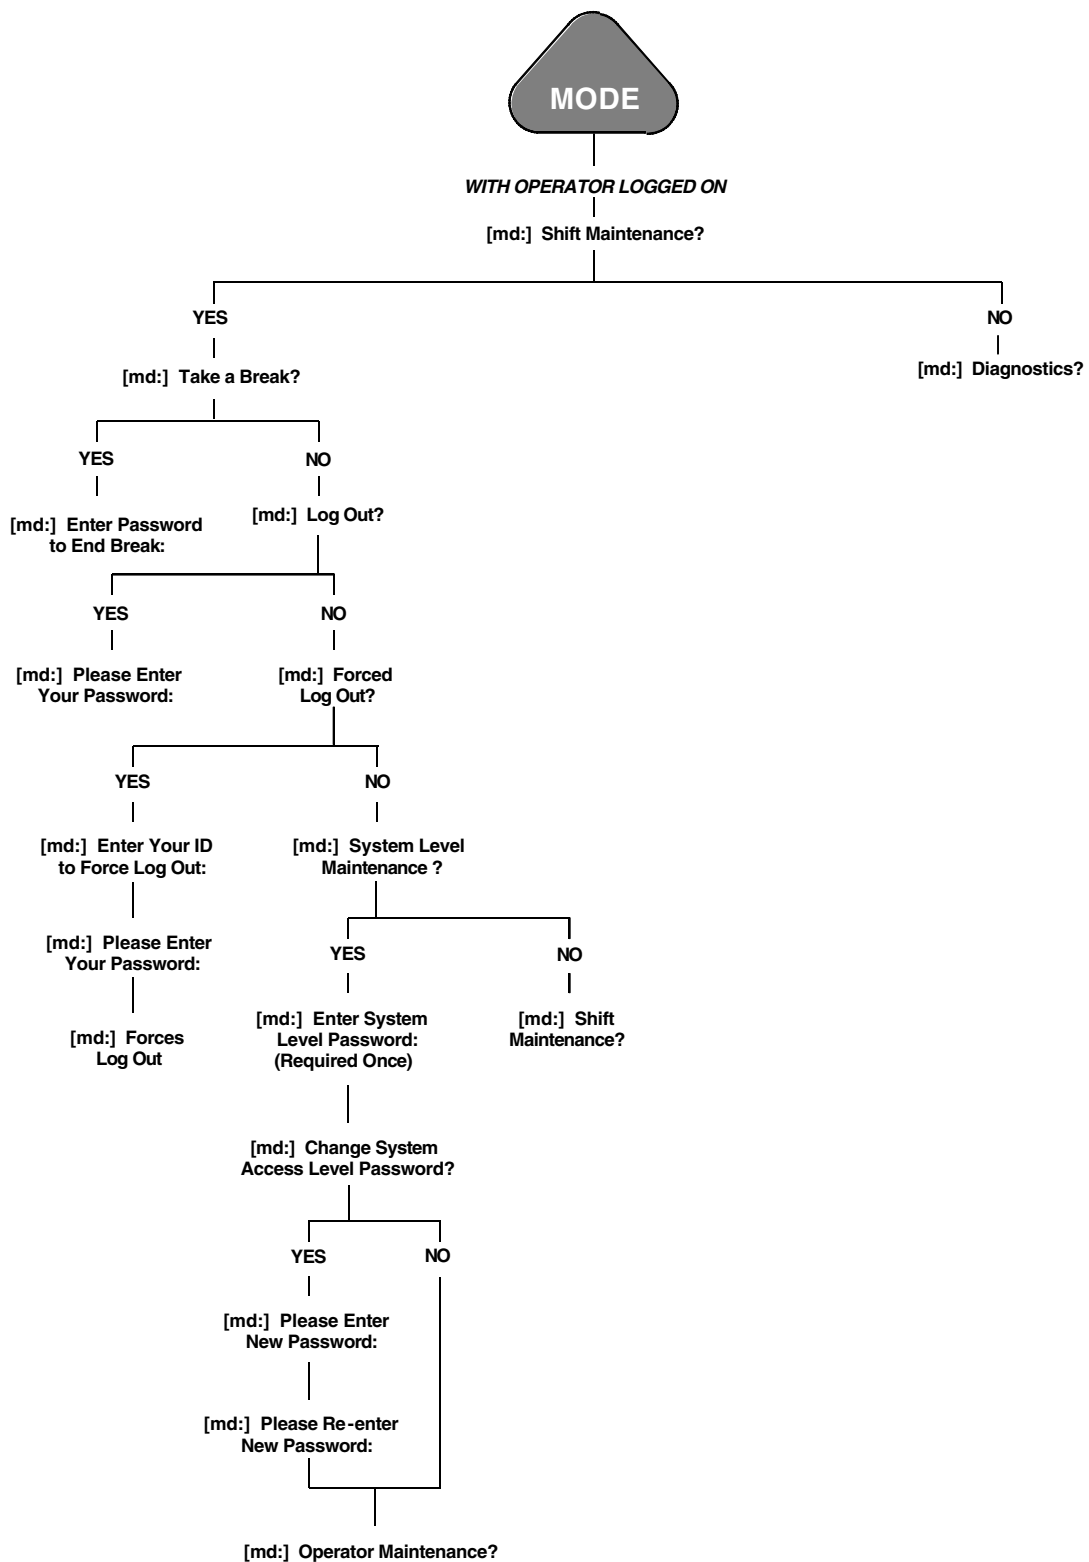 MODE
WITH OPERATOR LOGGED ON
[md:] Shift Maintenance?
YES
NO
[md:] Take a Break?
[md:] Diagnostics?
YES
NO
[md:] Enter Password
to End Break:
[md:] Log Out?
YES
NO
[md:] Please Enter
Your Password:
[md:] Forced
Log Out?
YES
NO
[md:] Enter Your ID
to Force Log Out:
[md:] System Level
Maintenance ?
[md:] Please Enter
Your Password:
YES
NO
[md:] Forces
Log Out
[md:] Enter System
Level Password:
(Required Once)
[md:] Shift
Maintenance?
[md:] Change System
Access Level Password?
YES
NO
[md:] Please Enter
New Password:
[md:] Please Re-enter
New Password:
[md:] Operator Maintenance?